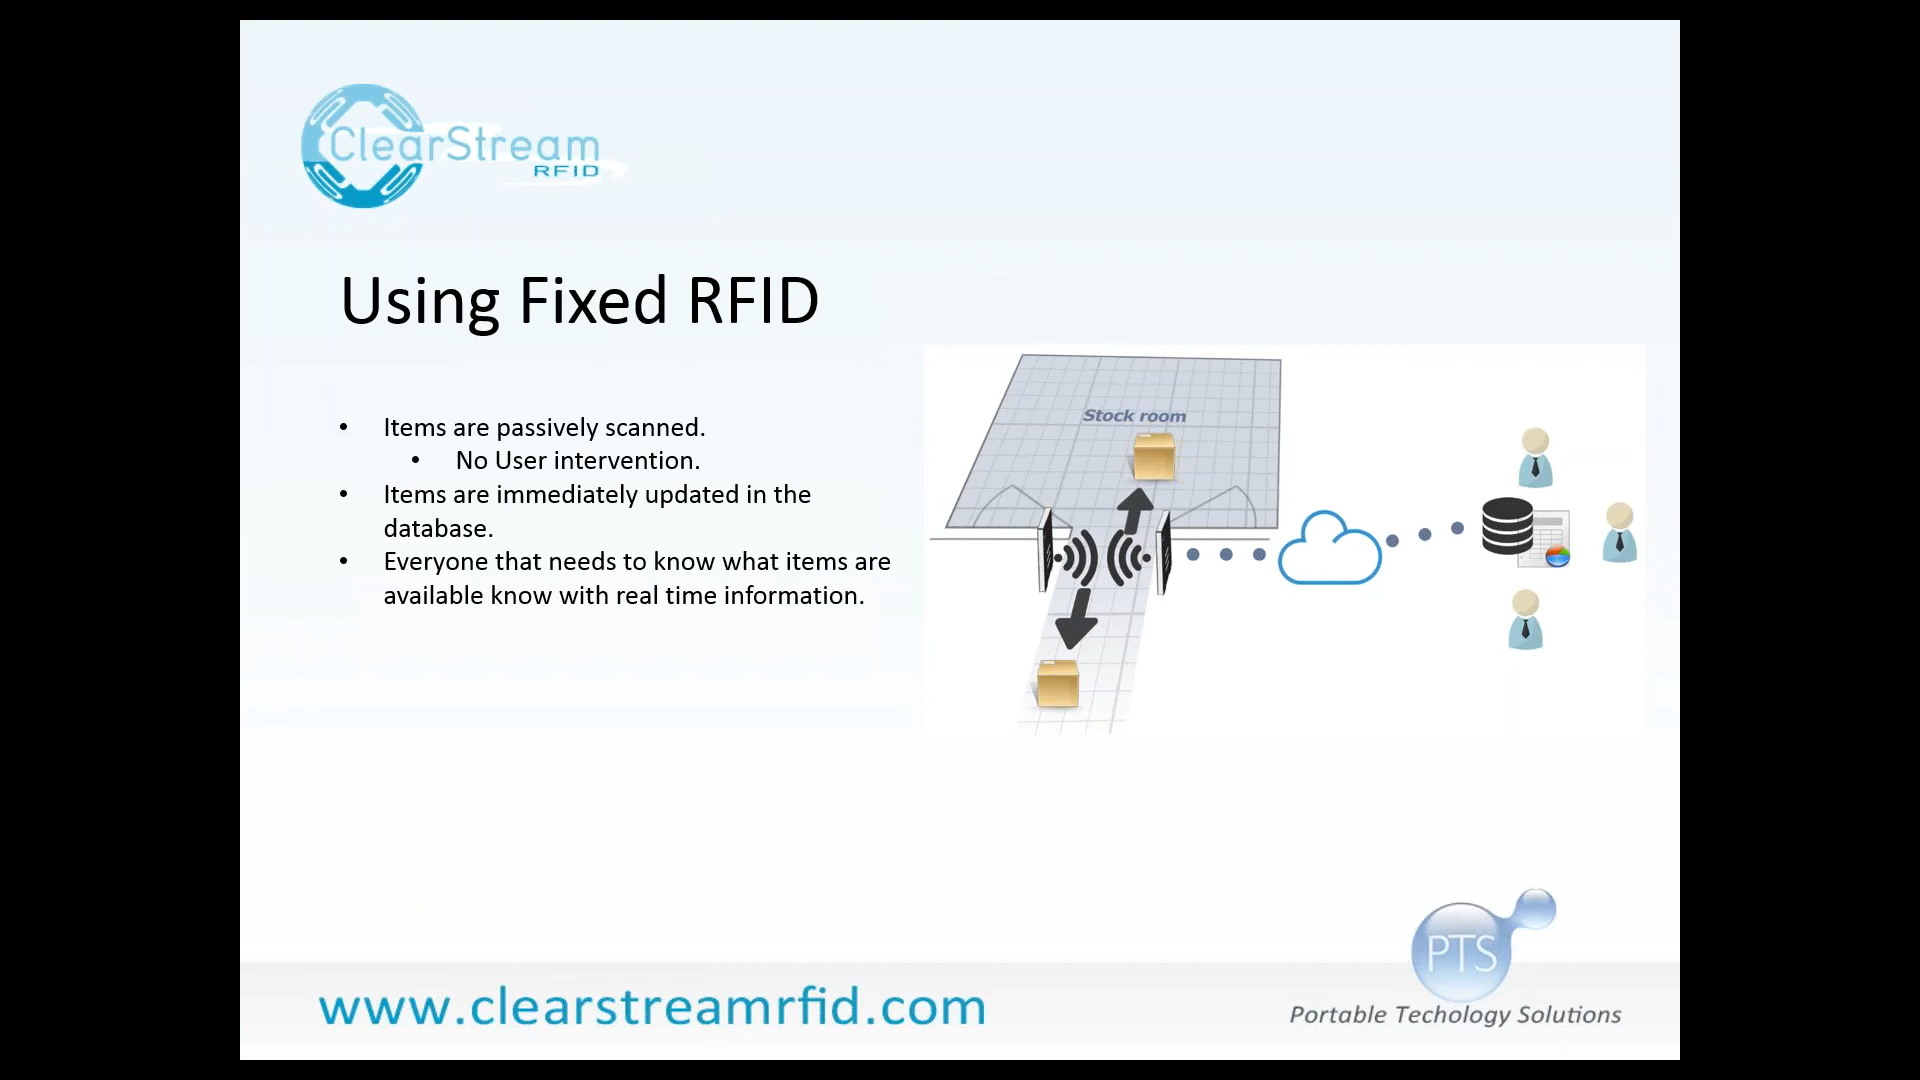 ClearStream
RFID
Using Fixed RFID
• Items are passively scanned.
• No User intervention.
• Items are immediately updated in the
database.
• Everyone that needs to know what items are
available know with real time information.
Stock room
PTS
www.clearstreamrfid.com
Portable Techology Solutions